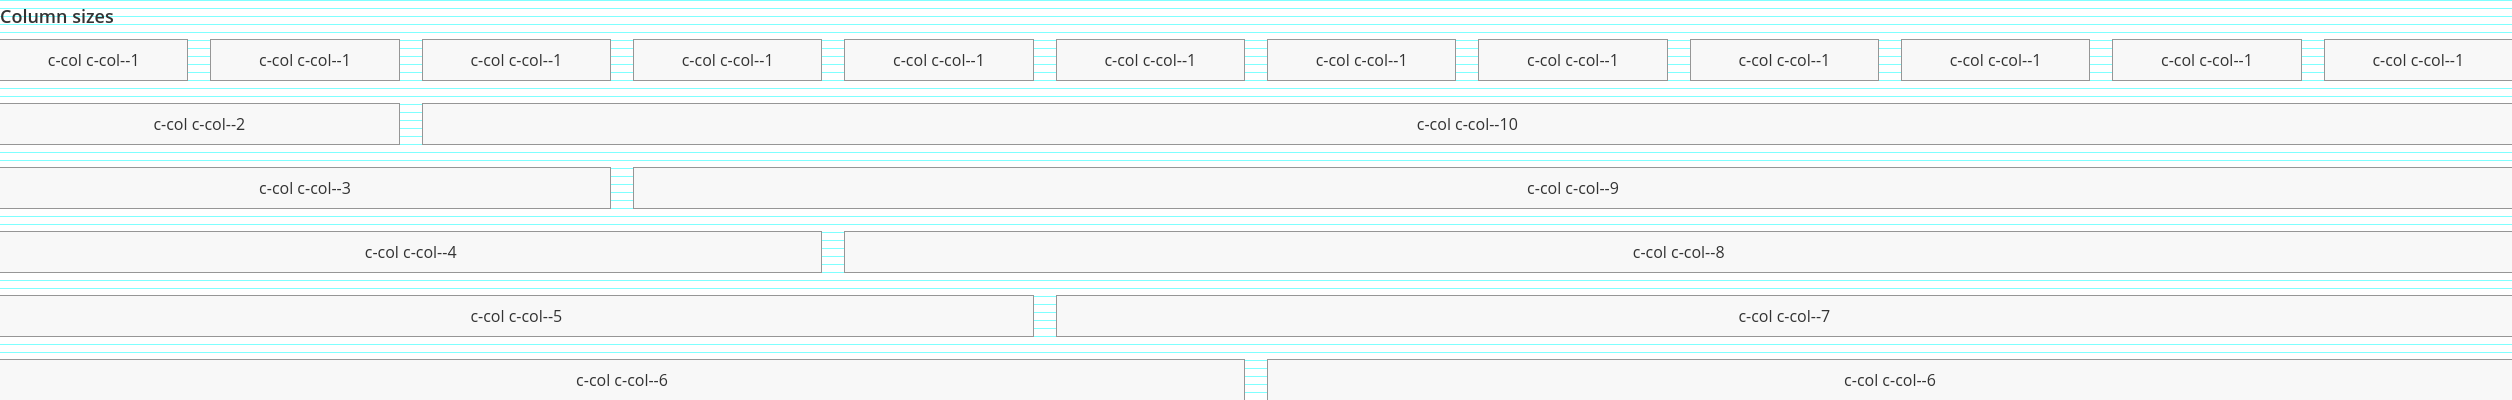 Column sizes
c-col c-col--1 c-col c-col--1 c-col c-col--1 c-col c-col--1 c-col c-col--1 c-col c-col--1 c-col c-col--1 c-col c-col--1 c-col c-col--1 c-col c-col--1 c-col c-col--1 c-col c-col--1
c-col c-col--2 c-col c-col--10
c-col c-col--3 c-col c-col--9
c-col c-col--4 c-col c-col--8
c-col c-col--5 c-col c-col--7
c-col c-col--6 c-col c-col--6